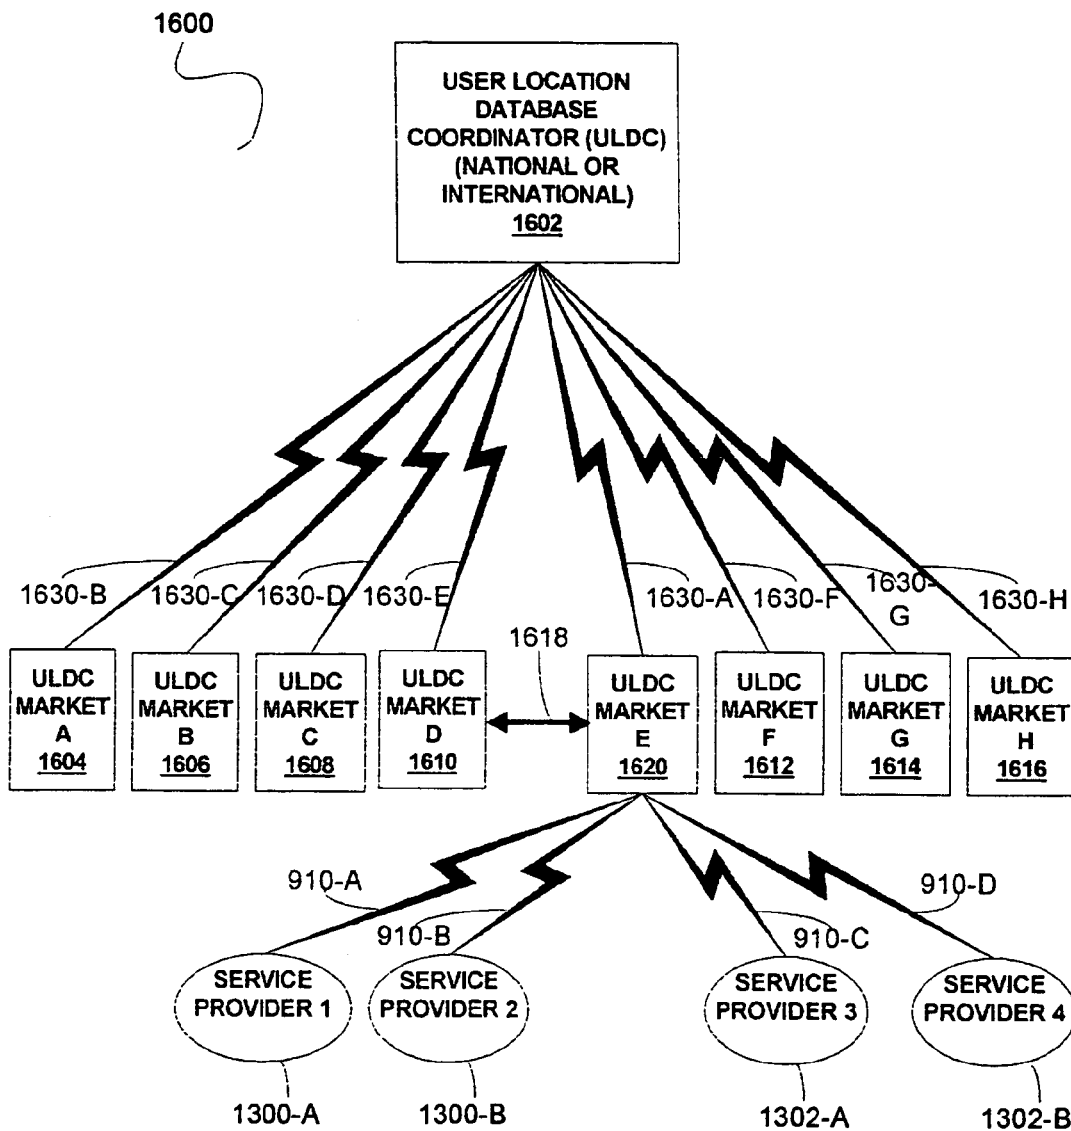 1600
USER LOCATION
DATABASE
COORDINATOR (ULDC)
(NATIONAL OR
INTERNATIONAL)
1602
1630-B
1630-C
1630-D
1630-E
1630-A
1630-F
1630-
G
1630-H
1618
ULDC
MARKET
A
1604
ULDC
MARKET
B
1606
ULDC
MARKET
C
1608
ULDC
MARKET
D
1610
ULDC
MARKET
E
1620
ULDC
MARKET
F
1612
ULDC
MARKET
G
1614
ULDC
MARKET
H
1616
910-A
910-B
910-C
910-D
SERVICE
PROVIDER 1
SERVICE
PROVIDER 2
SERVICE
PROVIDER 3
SERVICE
PROVIDER 4
1300-A
1300-B
1302-A
1302-B